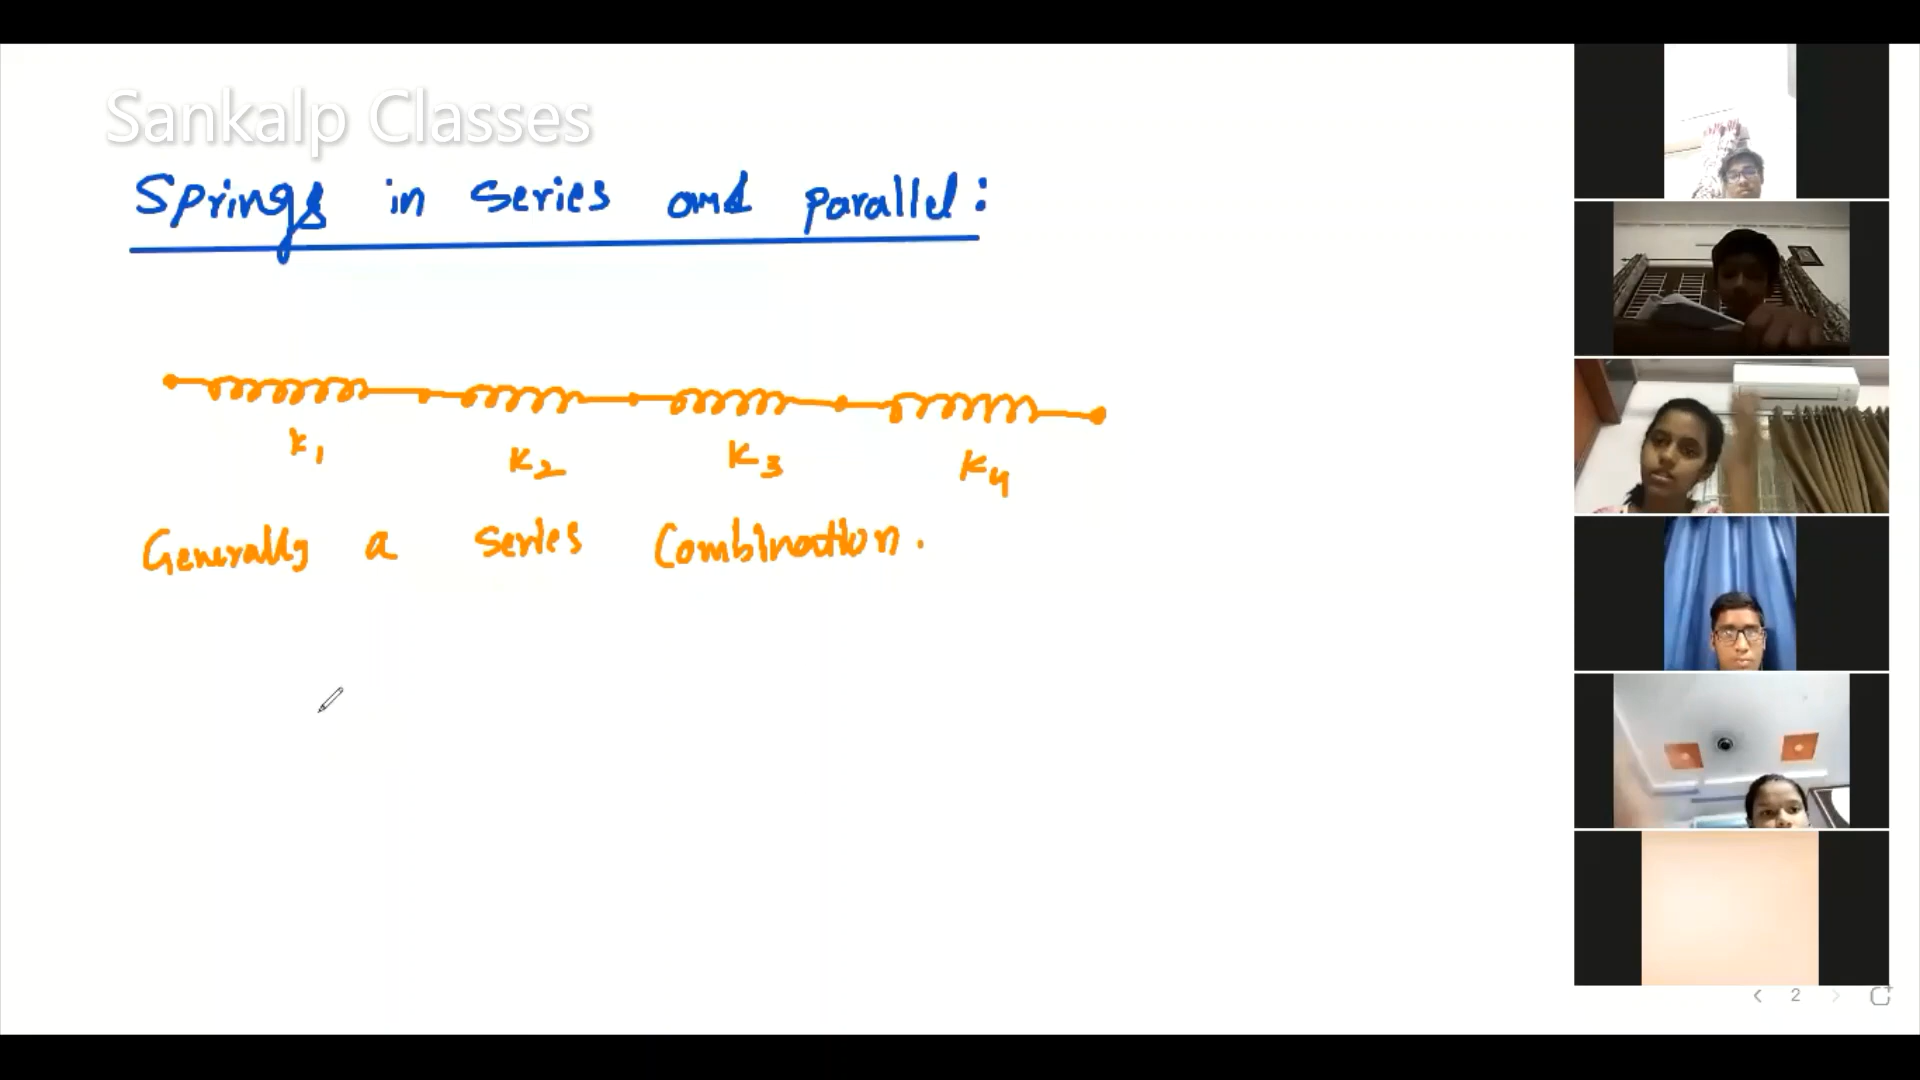 Sankalp Classes
Springs in series and parallel:
K1 K2 K3 K4
Generally a series Combination.
2